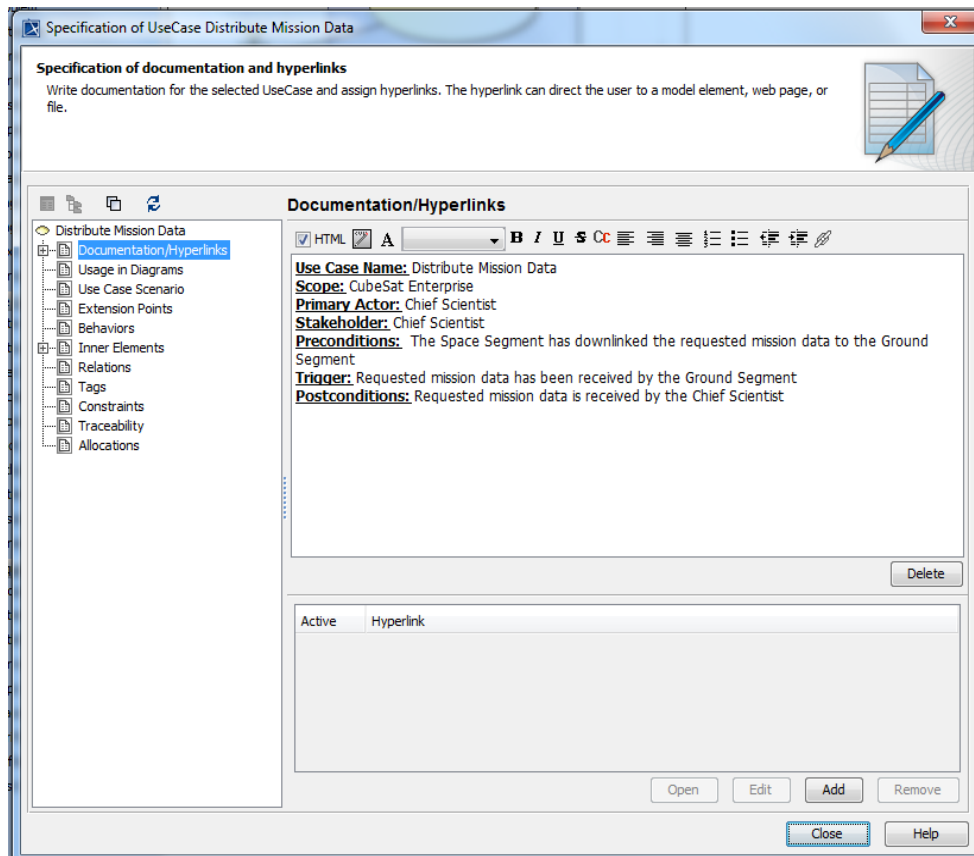 Specification of UseCase Distribute Mission Data
Specification of documentation and hyperlinks
Write documentation for the selected UseCase and assign hyperlinks. The hyperlink can direct the user to a model element, web page, or
file.
Documentation/Hyperlinks
Distribute Mission Data
Documentation/Hyperlinks
Usage in Diagrams
Use Case Scenario
Extension Points
Behaviors
Inner Elements
Relations
Tags
Constraints
Traceability
Allocations
HTML A B I U S Cc
Use Case Name: Distribute Mission Data
Scope: CubeSat Enterprise
Primary Actor: Chief Scientist
Stakeholder: Chief Scientist
Preconditions: The Space Segment has downlinked the requested mission data to the Ground
Segment
Trigger: Requested mission data has been received by the Ground Segment
Postconditions: Requested mission data is received by the Chief Scientist
Delete
Active Hyperlink
Open Edit Add Remove
Close Help